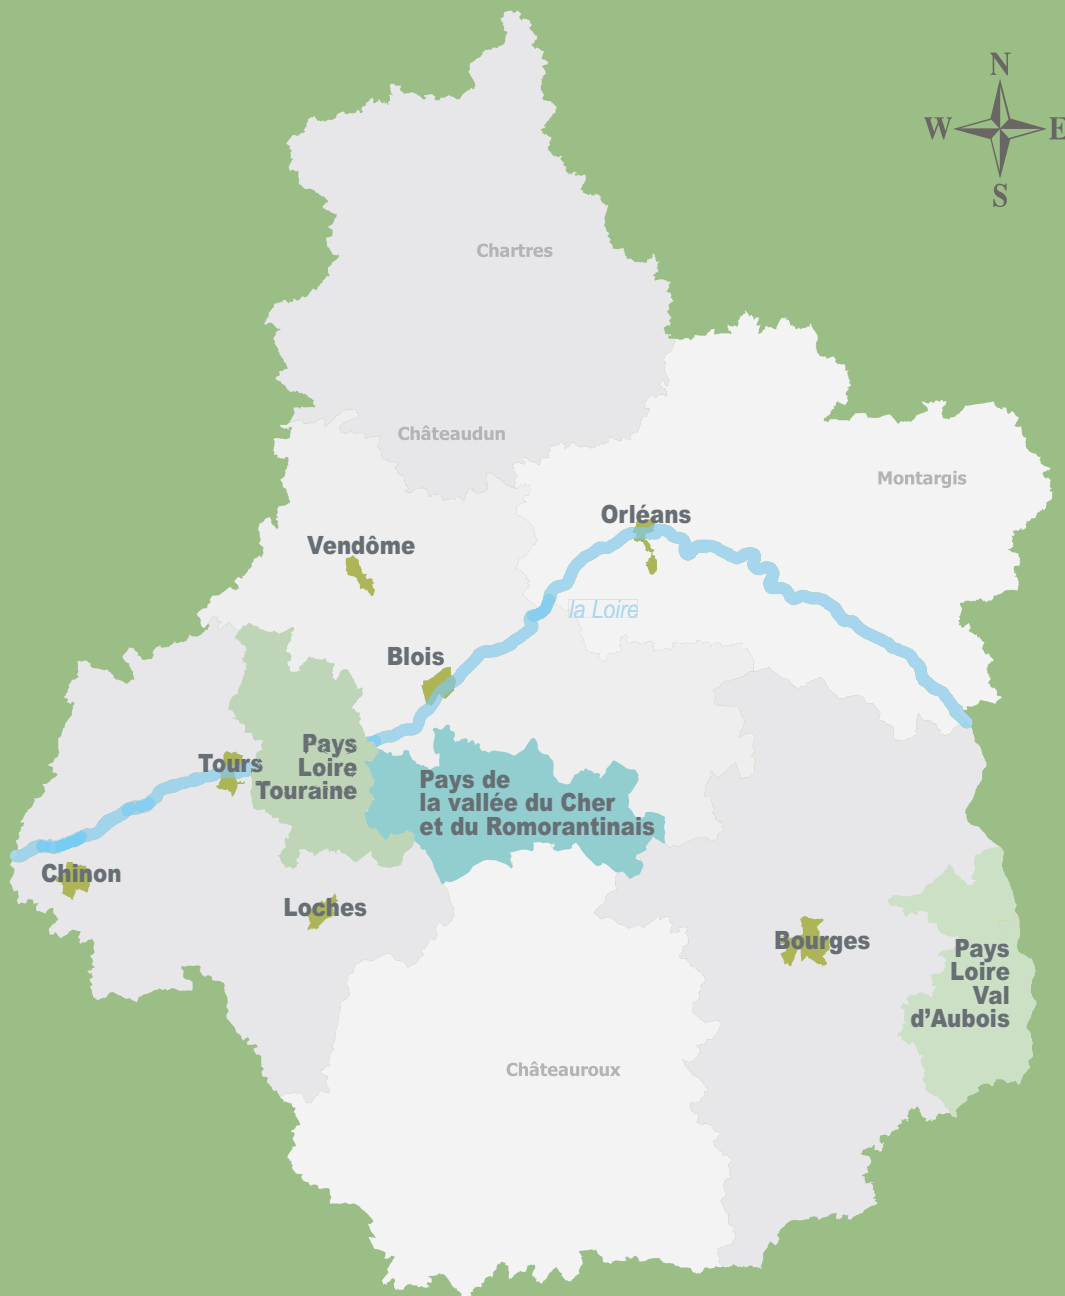 N
W
E
S
Chartres
Châteaudun
Montargis
Orléans
Vendôme
la Loire
Blois
Pays
Loire
Touraine
Tours
Pays de
la vallée du Cher
et du Romorantinais
Chinon
Loches
Bourges
Pays
Loire
Val
d'Aubois
Châteauroux